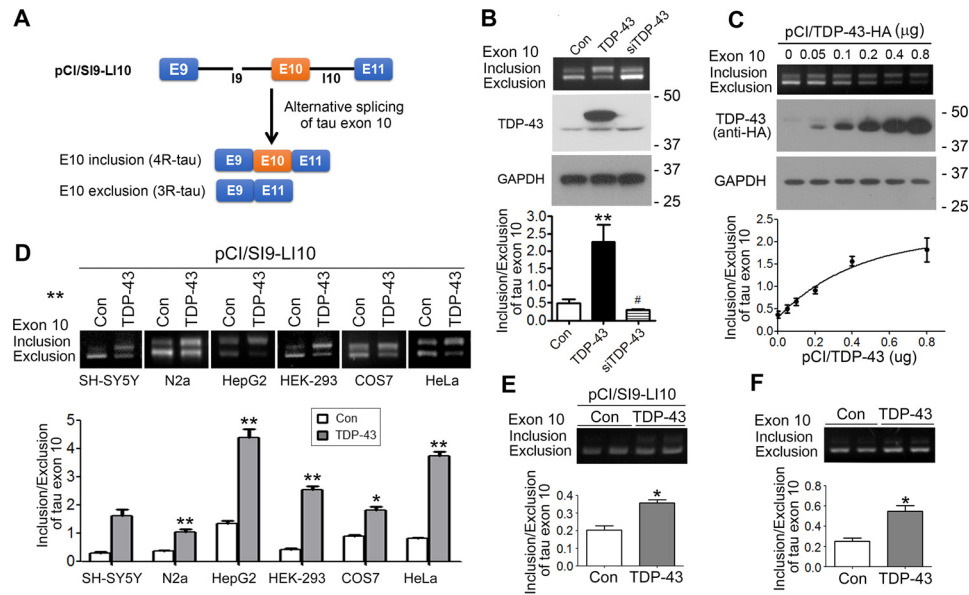 A
pCI/SI9-LI10
E9
E10
E11
I9
I10
Alternative splicing
of tau exon 10
E10 inclusion (4R-tau)
E9 E10 E11
E10 exclusion (3R-tau)
E9 E11
B
Con
TDP-43
siTDP-43
Exon 10
Inclusion
Exclusion
- 50
TDP-43
- 37
- 37
GAPDH
- 25
Inclusion/Exclusion
of tau exon 10
3.0
2.5
2.0
1.5
1.0
0.5
0.0
**
#
Con
TDP-43
siTDP-43
C
pCI/TDP-43-HA (µg)
Exon 10
0 0.05 0.1 0.2 0.4 0.8
Inclusion
Exclusion
- 50
TDP-43
(anti-HA)
- 37
- 37
GAPDH
- 25
Inclusion/Exclusion
of tau exon 10
2.5
2.0
1.5
1.0
0.5
0.0
0.0 0.2 0.4 0.6 0.8
pCI/TDP-43 (ug)
D
pCI/SI9-LI10
**
Con TDP-43 Con TDP-43 Con TDP-43 Con TDP-43 Con TDP-43 Con TDP-43
Exon 10
Inclusion
Exclusion
SH-SY5Y N2a HepG2 HEK-293 COS7 HeLa
Inclusion/Exclusion
of tau exon 10
5
4
3
2
1
0
Con
TDP-43
** ** ** * **
SH-SY5Y N2a HepG2 HEK-293 COS7 HeLa
E
pCI/SI9-LI10
Exon 10
Con TDP-43
Inclusion
Exclusion
Inclusion/Exclusion
of tau exon 10
0.4
0.3
0.2
0.1
0.0
*
Con TDP-43
F
Exon 10
Con TDP-43
Inclusion
Exclusion
Inclusion/Exclusion
of tau exon 10
0.8
0.6
0.4
0.2
0.0
*
Con TDP-43